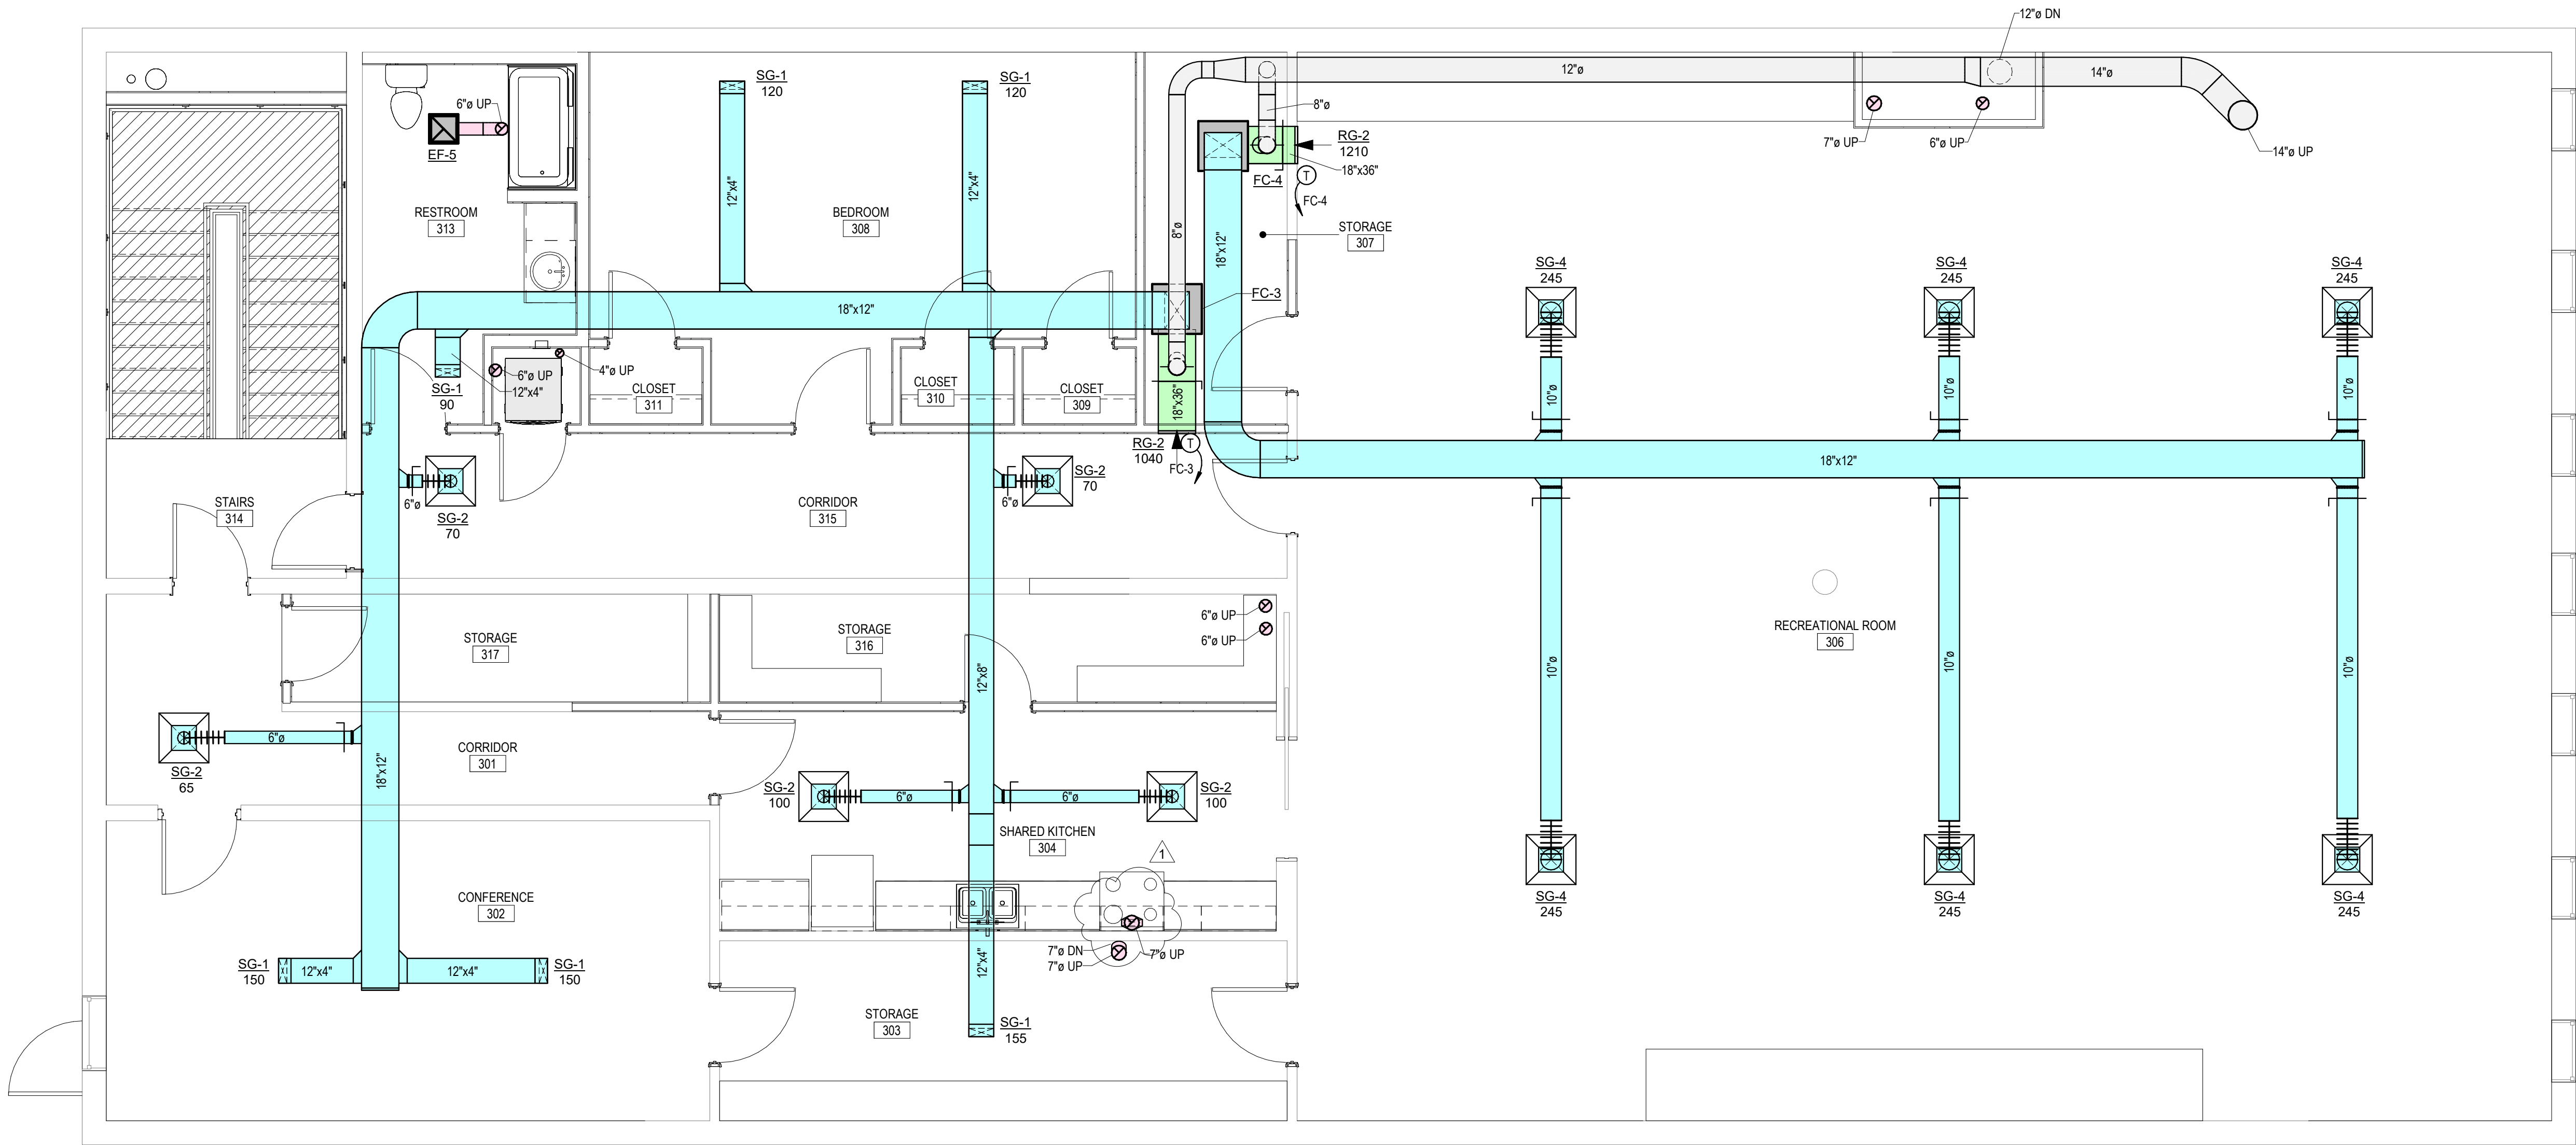 12"ø DN
SG-1
120
SG-1
120
12"ø
14"ø
6"ø UP
EF-5
8"ø
RG-2
1210
18"x36"
FC-4
T
FC-4
7"ø UP
6"ø UP
14"ø UP
12"x4"
12"x4"
RESTROOM
313
BEDROOM
308
8"ø
18"x12"
STORAGE
307
SG-4
245
SG-4
245
SG-4
245
FC-3
18"x12"
6"ø UP
12"x4"
4"ø UP
SG-1
90
CLOSET
311
CLOSET
310
CLOSET
309
18"x36"
10"ø
10"ø
10"ø
RG-2
1040
T
FC-3
18"x12"
SG-2
70
6"ø
6"ø
SG-2
70
STAIRS
314
CORRIDOR
315
STORAGE
317
STORAGE
316
6"ø UP
6"ø UP
RECREATIONAL ROOM
306
12"x8"
10"ø
10"ø
10"ø
6"ø
SG-2
65
18"x12"
CORRIDOR
301
SG-2
100
6"ø
6"ø
SG-2
100
SHARED KITCHEN
304
1
CONFERENCE
302
SG-4
245
SG-4
245
SG-4
245
SG-1
150
12"x4"
12"x4"
SG-1
150
12"x4"
7"ø DN
7"ø UP
7"ø UP
STORAGE
303
SG-1
155